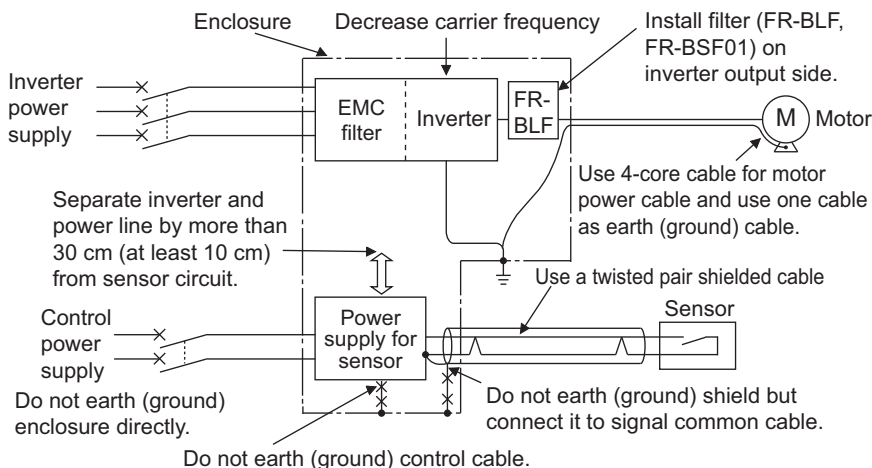 Enclosure
Decrease carrier frequency
Install filter (FR-BLF,
FR-BSF01) on
inverter output side.
Inverter
power
supply
EMC
filter
Inverter
FR-
BLF
M
Motor
Use 4-core cable for motor
power cable and use one cable
as earth (ground) cable.
Separate inverter and
power line by more than
30 cm (at least 10 cm)
from sensor circuit.
Use a twisted pair shielded cable
Control
power
supply
Power
supply for
sensor
Sensor
Do not earth (ground)
enclosure directly.
Do not earth (ground) shield but
connect it to signal common cable.
Do not earth (ground) control cable.